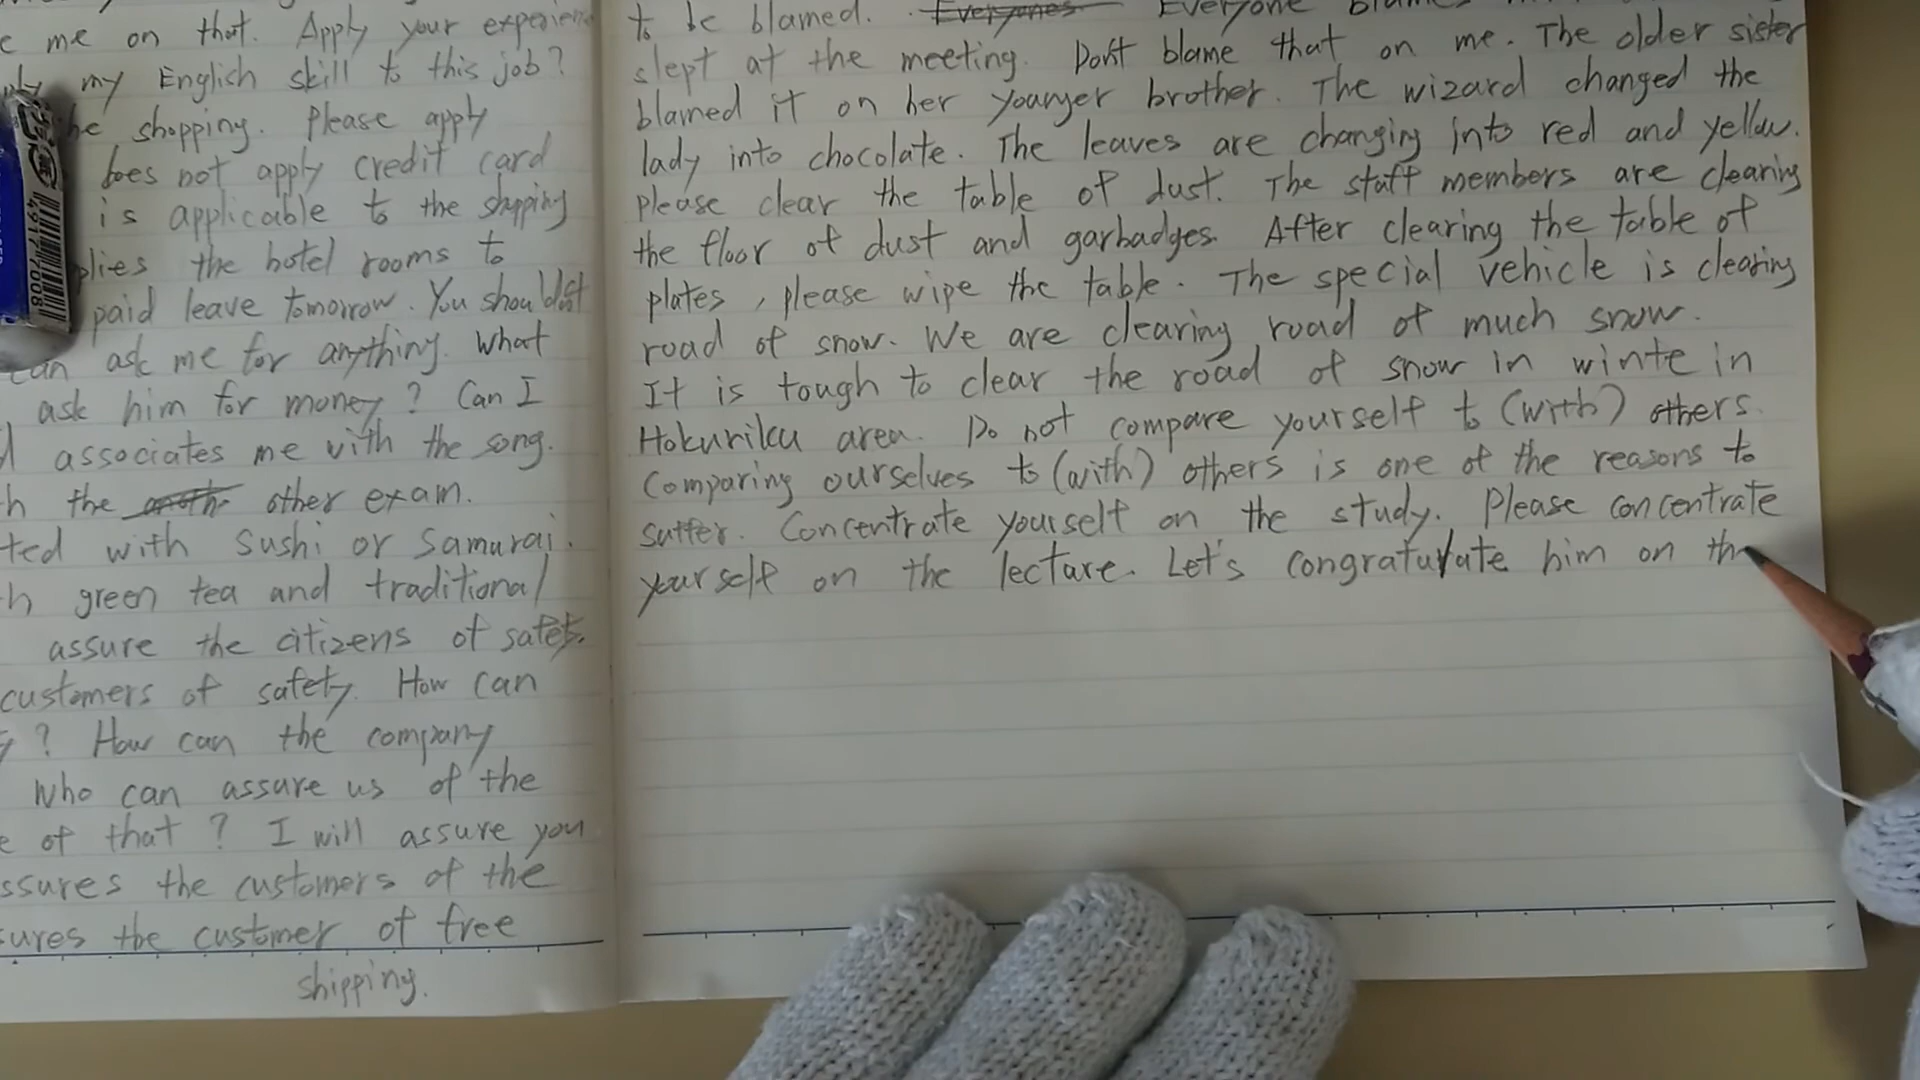 me on that. Apply your
my English skill to this job?
shopping. Please apply
does not apply credit card
is applicable to the shipping
the hotel rooms to
paid leave tomorrow. You shouldn't
can ask me for anything. What
ask him for money? Can I
associates me with the song.
the other exam.
with sushi or Samurai.
green tea and traditional
assure the citizens of safety.
customers of safety. How can
? How can the company
Who can assure us of the
of that? I will assure you
the customers of the
the customer of free
shipping.
to be blamed. Everyones Everyone
slept at the meeting. Dont blame that on me. The older sister
blamed it on her younger brother. The wizard changed the
lady into chocolate. The leaves are changing into red and yellow.
please clear the table of dust. The staff members are clearing
the floor of dust and garbadges. After clearing the table of
plates, please wipe the table. The special vehicle is clearing
road of snow. We are clearing road of much snow.
It is tough to clear the road of snow in winte in
Hokuriku area. Do not compare yourself to (with) others.
Comparing ourselves to (with) others is one of the reasons to
suffer. Concentrate yourself on the study. Please concentrate
yourself on the lecture. Let's congratulate him on th
4917008